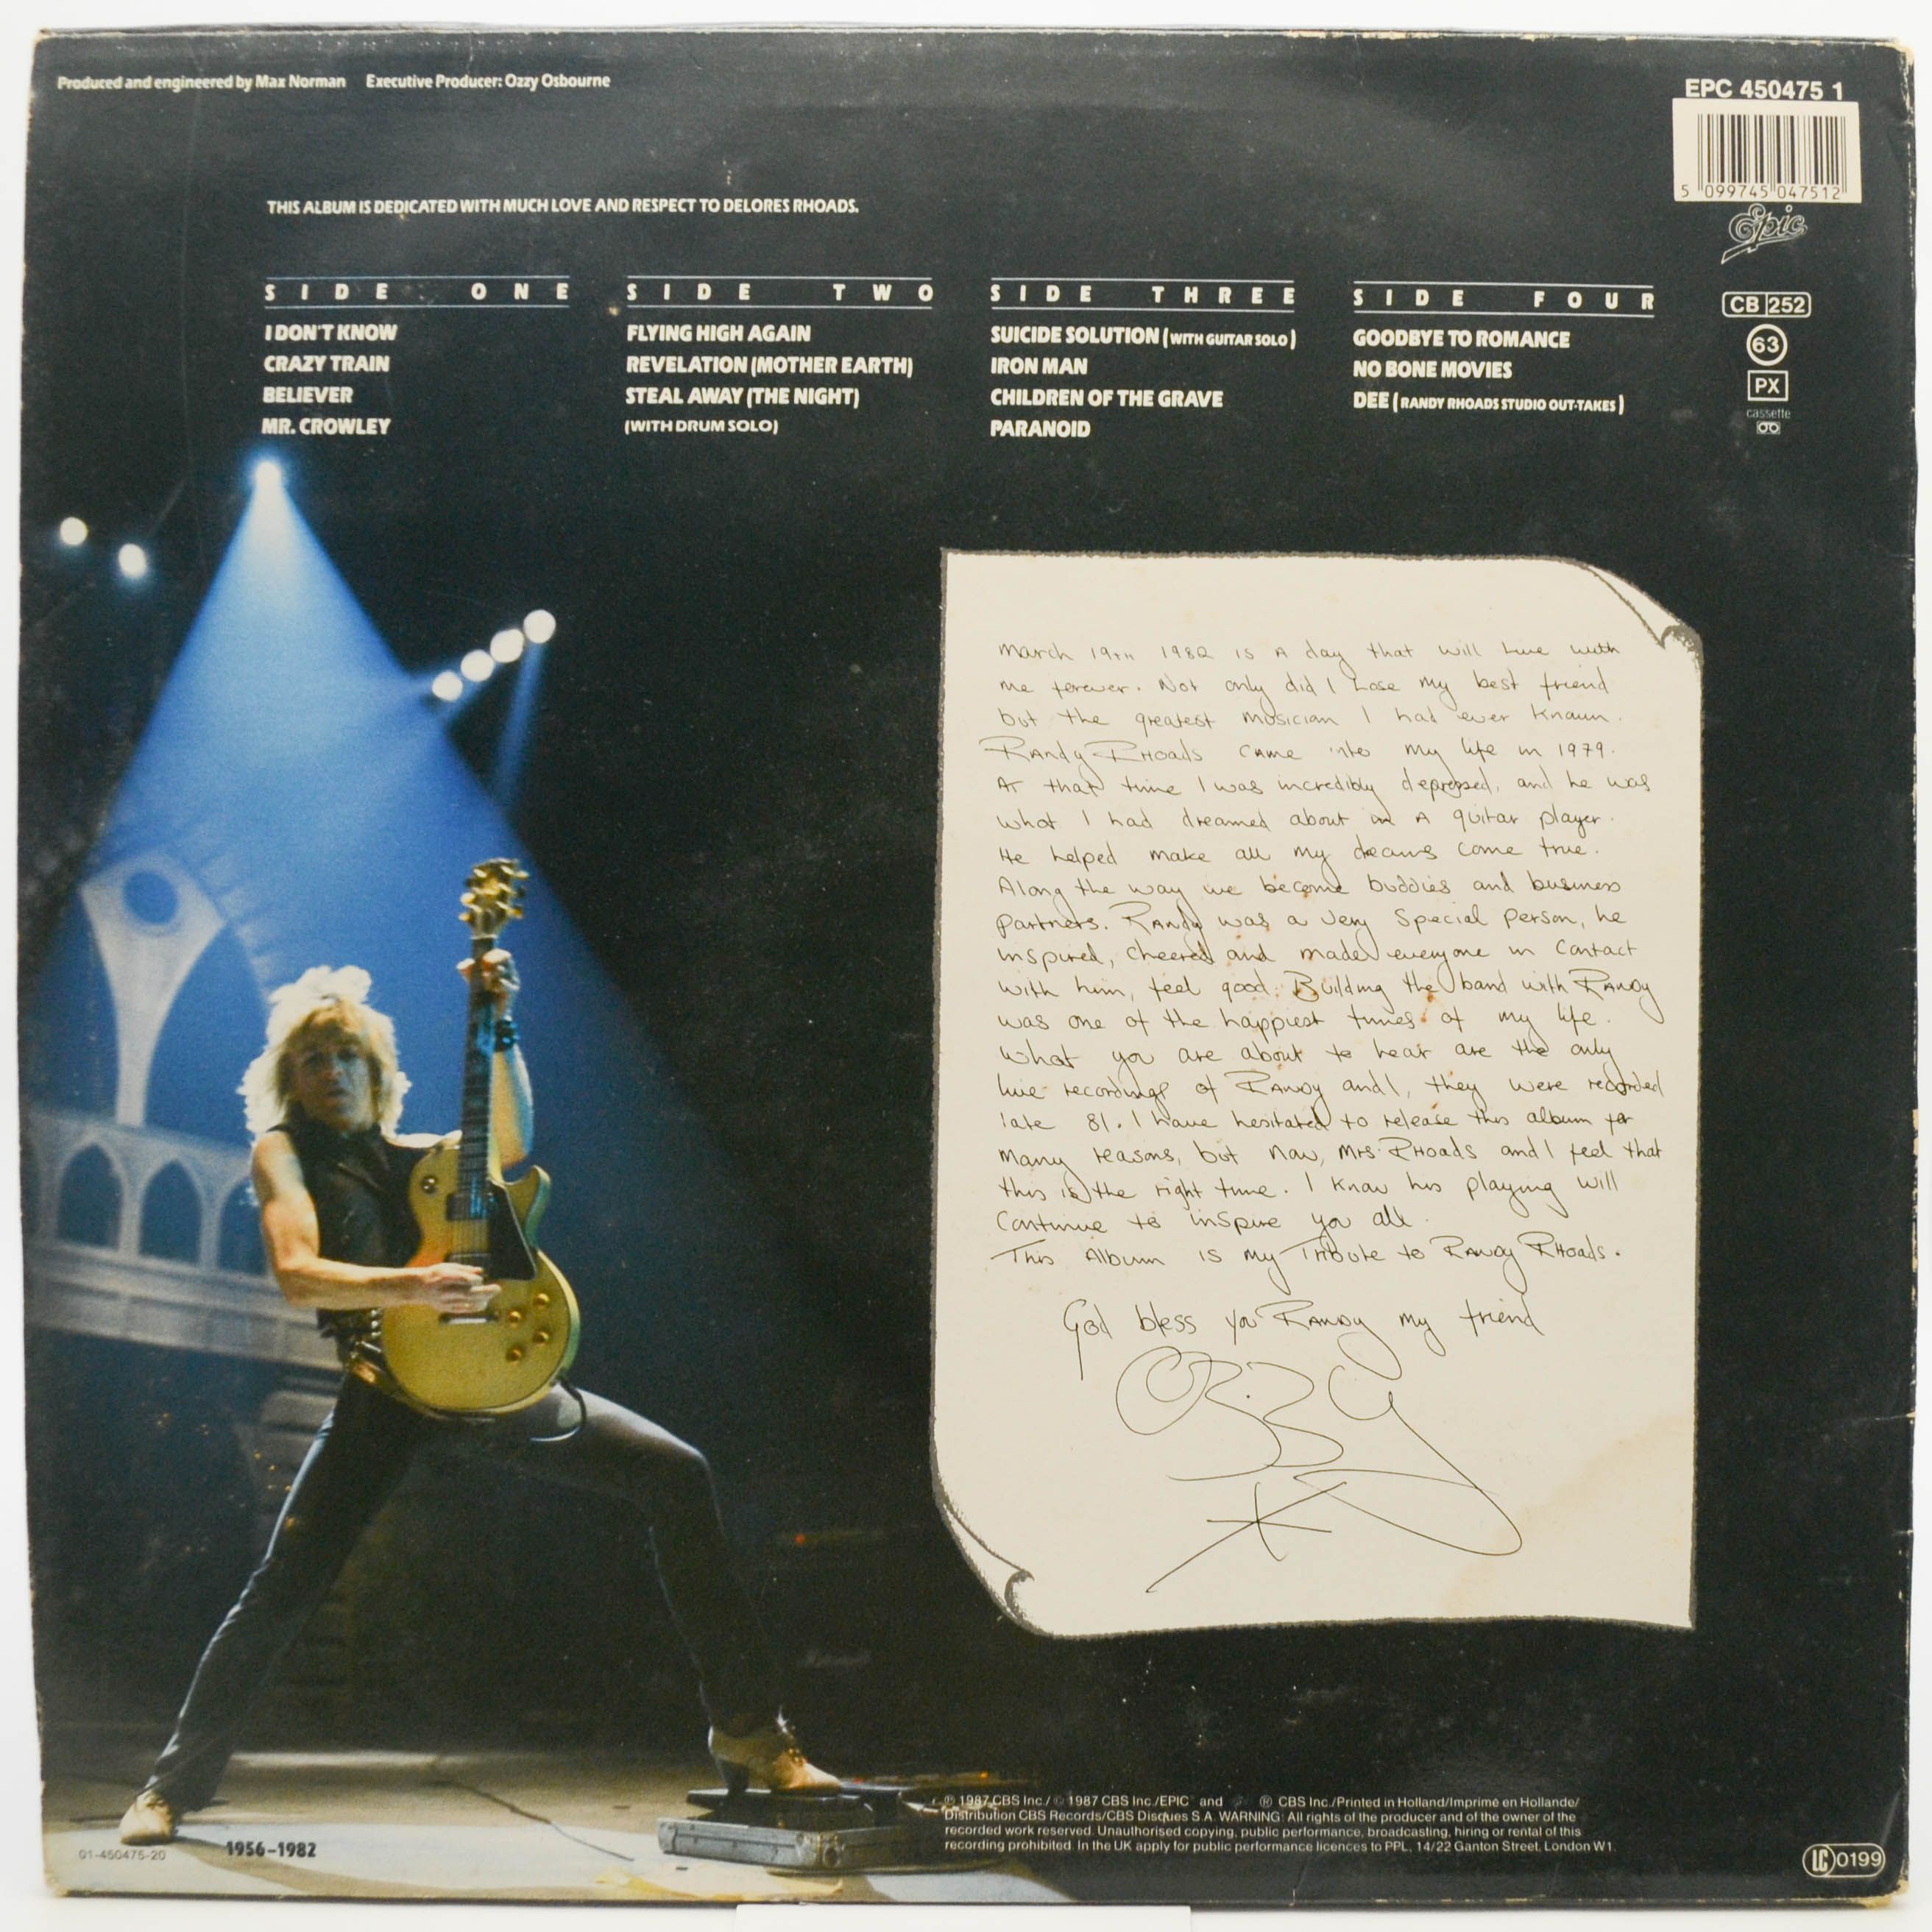 Produced and engineered by Max Norman Executive Producer: Ozzy Osbourne
EPC 450475 1
5 099745 047512
Epic
THIS ALBUM IS DEDICATED WITH MUCH LOVE AND RESPECT TO DELORES RHOADS.
SIDE ONE
I DON'T KNOW
CRAZY TRAIN
BELIEVER
MR. CROWLEY
SIDE TWO
FLYING HIGH AGAIN
REVELATION (MOTHER EARTH)
STEAL AWAY (THE NIGHT)
(WITH DRUM SOLO)
SIDE THREE
SUICIDE SOLUTION (WITH GUITAR SOLO)
IRON MAN
CHILDREN OF THE GRAVE
PARANOID
SIDE FOUR
GOODBYE TO ROMANCE
NO BONE MOVIES
DEE (RANDY RHOADS STUDIO OUT-TAKES)
CB 252
63
PX
cassette
March 19TH 1982 is A day that will Live with
me forever. Not only did I Lose My best friend
but the greatest musician I had ever known.
RANdy RHoads CAMe into my life in 1979.
AT that time I was incredibly depressed, and he was
what I had dreamed about in A guitar player.
He helped make all my dreams come true.
Along the way we become buddies and business
partners. RANdy was a very Special person, he
inspired, cheered and made everyone in Contact
with him, feel good. Building the band with RANDy
was one of the happiest times of my life.
What you are about to hear are the only
live recordings of RANDy and I, they were recorded
late 81. I have hesitated to release this album for
many reasons, but now, Mrs RHoads and I feel that
this is the right time. I know his playing will
Continue to inspire you all.
This Album is my Tribute to RANDy RHoads.
God bless you RANDy my friend
OZZY
℗ 1987 CBS Inc./© 1987 CBS Inc./EPIC and ® CBS Inc./Printed in Holland/Imprimé en Hollande/
Distribution CBS Records/CBS Disques S.A. WARNING: All rights of the producer and of the owner of the
recorded work reserved. Unauthorised copying, public performance, broadcasting, hiring or rental of this
recording prohibited. In the UK apply for public performance licences to PPL, 14/22 Ganton Street, London W1.
01-450475-20
1956–1982
LC 0199